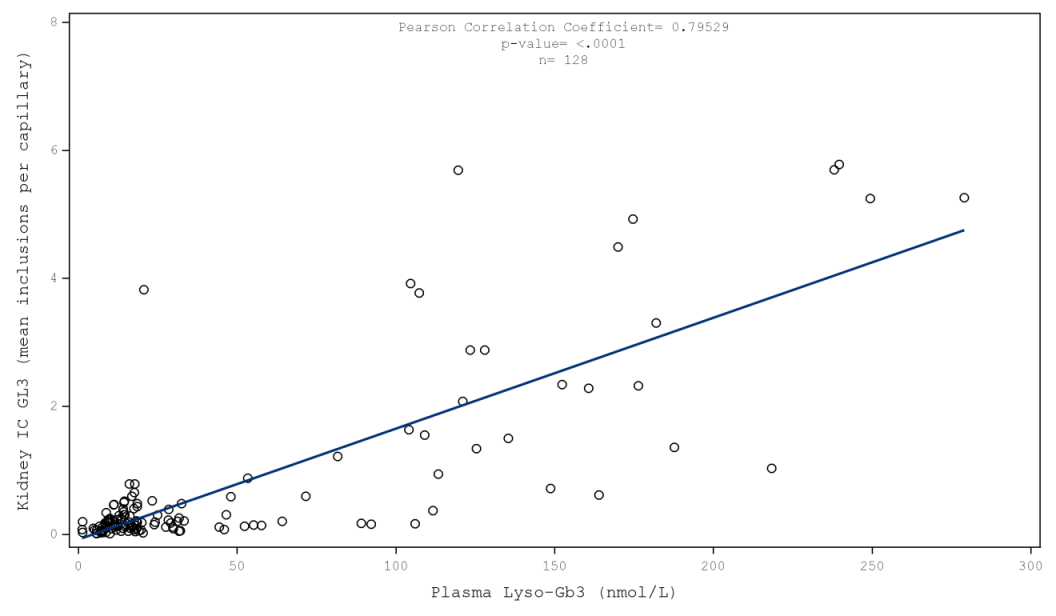 Pearson Correlation Coefficient= 0.79529
p-value= <.0001
n= 128
Kidney IC GL3 (mean inclusions per capillary)
8
6
4
2
0
0 50 100 150 200 250 300
Plasma Lyso-Gb3 (nmol/L)